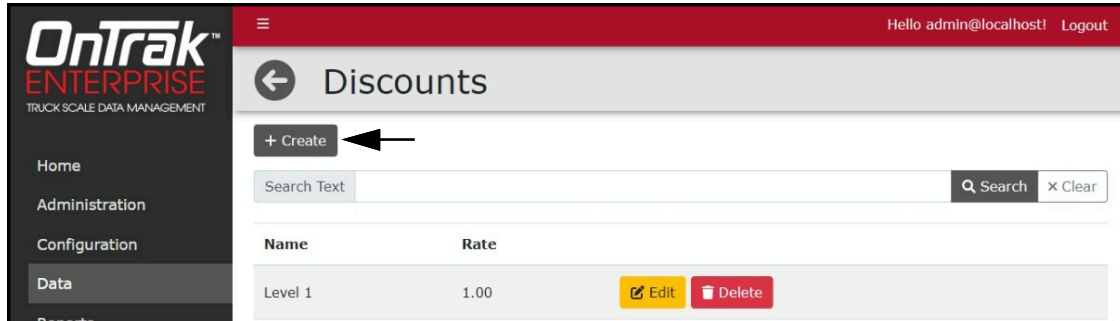 OnTrak™
ENTERPRISE
TRUCK SCALE DATA MANAGEMENT
Home
Administration
Configuration
Data
Reports
Hello admin@localhost! Logout
Discounts
+ Create
Search Text Search × Clear
Name Rate
Level 1 1.00 Edit Delete